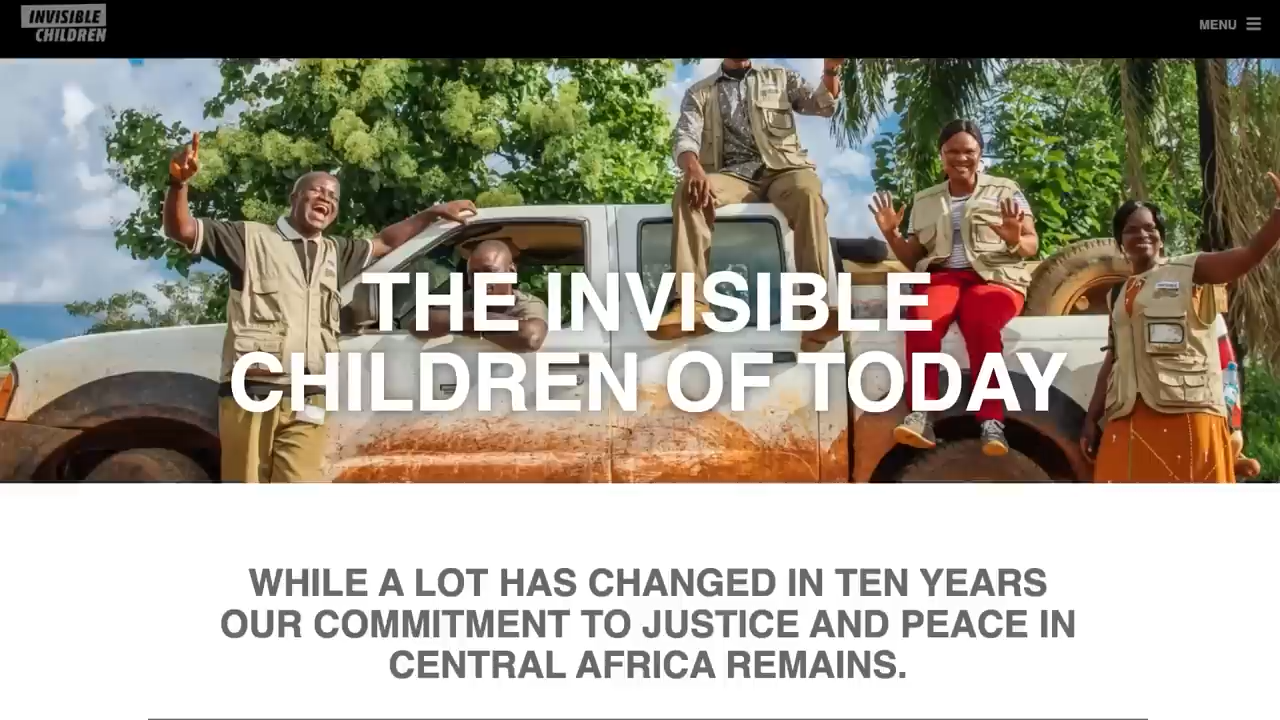 INVISIBLE
CHILDREN
MENU
THE INVISIBLE
CHILDREN OF TODAY
WHILE A LOT HAS CHANGED IN TEN YEARS
OUR COMMITMENT TO JUSTICE AND PEACE IN
CENTRAL AFRICA REMAINS.